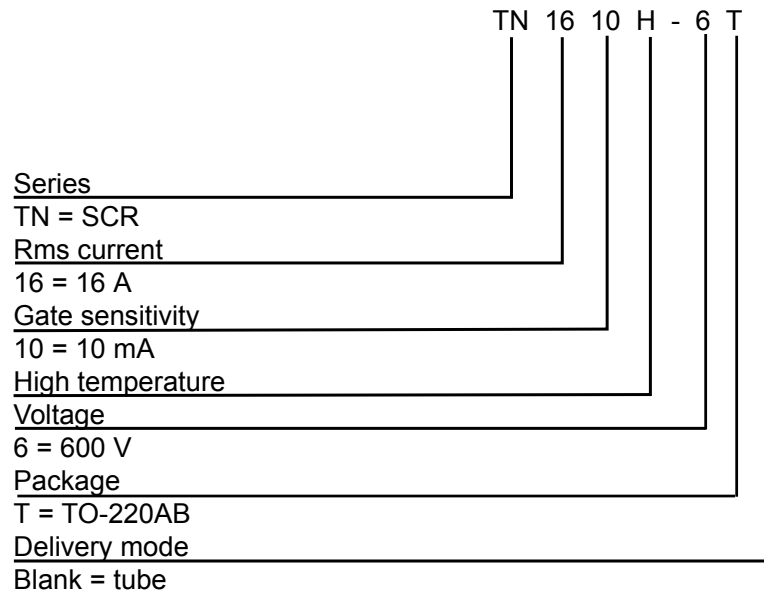 TN 16 10 H - 6 T
Series
TN = SCR
Rms current
16 = 16 A
Gate sensitivity
10 = 10 mA
High temperature
Voltage
6 = 600 V
Package
T = TO-220AB
Delivery mode
Blank = tube